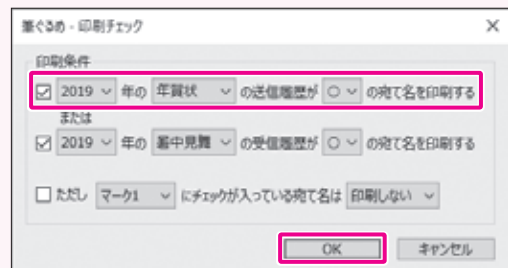 筆ぐるめ - 印刷チェック
印刷条件
2019 年の 年賀状 の送信履歴が ○ の宛て名を印刷する
または
2019 年の 暑中見舞 の受信履歴が ○ の宛て名を印刷する
ただし マーク1 にチェックが入っている宛て名は 印刷しない
OK キャンセル